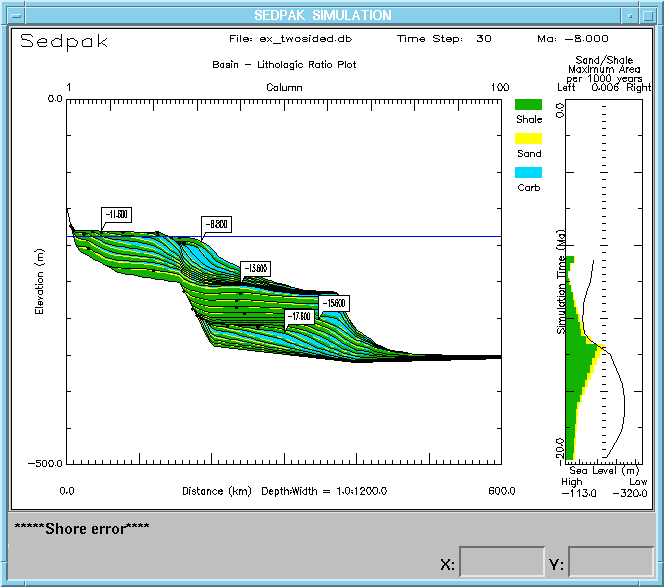 SEDPAK SIMULATION
Sedpak File: ex_twosided.db Time Step: 30 Ma: -8.000
Basin - Lithologic Ratio Plot
Sand/Shale
Maximum Area
per 1000 years
1 Column 100
Left 0.006 Right
0.0
Shale
Sand
Carb
0.0
-11.600
-8.800
-13.600
-15.600
-17.600
Elevation (m)
Simulation Time (Ma)
-500.0
-20.0
0.0 Distance (km) Depth:Width = 1.0:1200.0 600.0
Sea Level (m)
High Low
-113.0 -320.0
*****Shore error****
X: Y: